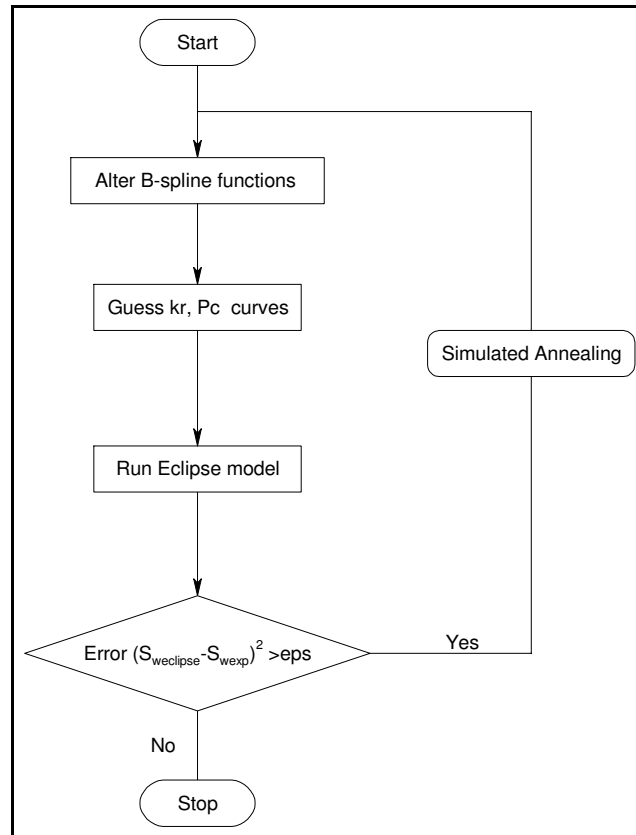 Start
Alter B-spline functions
Guess kr, Pc curves
Simulated Annealing
Run Eclipse model
Error (Sweclipse-Swexp)² >eps
Yes
No
Stop